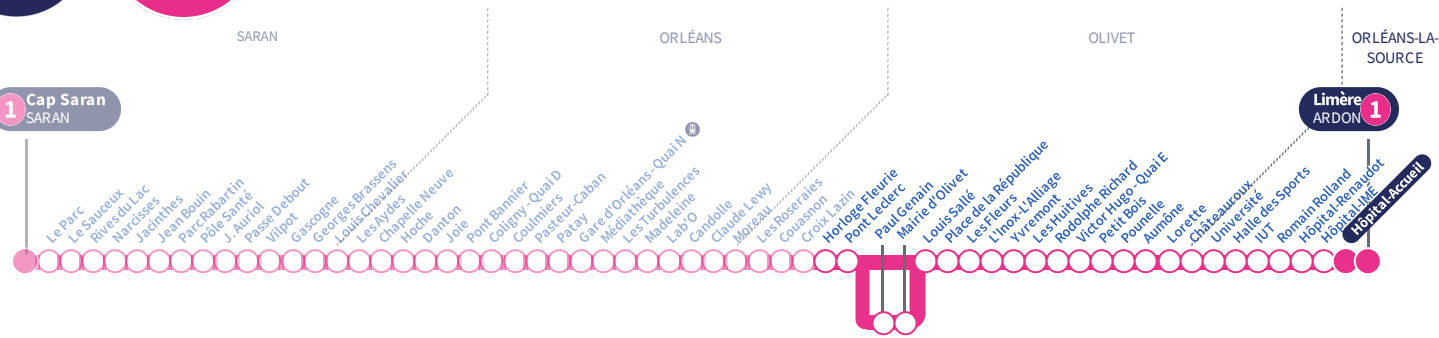 SARAN
ORLÉANS
OLIVET
ORLÉANS-LA-
SOURCE
1
Cap Saran
SARAN
Limère
ARDON
1
Le Parc
Le Sauceux
Rives du Lac
Narcisses
Jacinthes
Jean Bouin
Parc Rabartin
Pôle Santé
J. Auriol
Passe Debout
Vilpot
Gascogne
Georges Brassens
Louis Chevalier
Les Aydes
Chapelle Neuve
Hoche
Danton
Joie
Pont Bannier
Coligny - Quai D
Coulmiers
Pasteur-Caban
Patay
Gare d'Orléans - Quai N
Médiathèque
Les Turbulences
Madeleine
Lab'O
Candolle
Claude Lewy
Moreau
Les Roseraies
Couasnon
Croix Lazin
Horloge Fleurie
Pont Leclerc
Paul Genain
Mairie d'Olivet
Louis Sallé
Place de la République
Les Fleurs
L'Inox-L'Alliage
Yvremont
Les Huitives
Rodolphe Richard
Victor Hugo - Quai E
Petit Bois
Pounelle
Aumône
Lorette
Châteauroux
Université
Halle des Sports
IUT
Romain Rolland
Hôpital-Renaudot
Hôpital-IME
Hôpital-Accueil